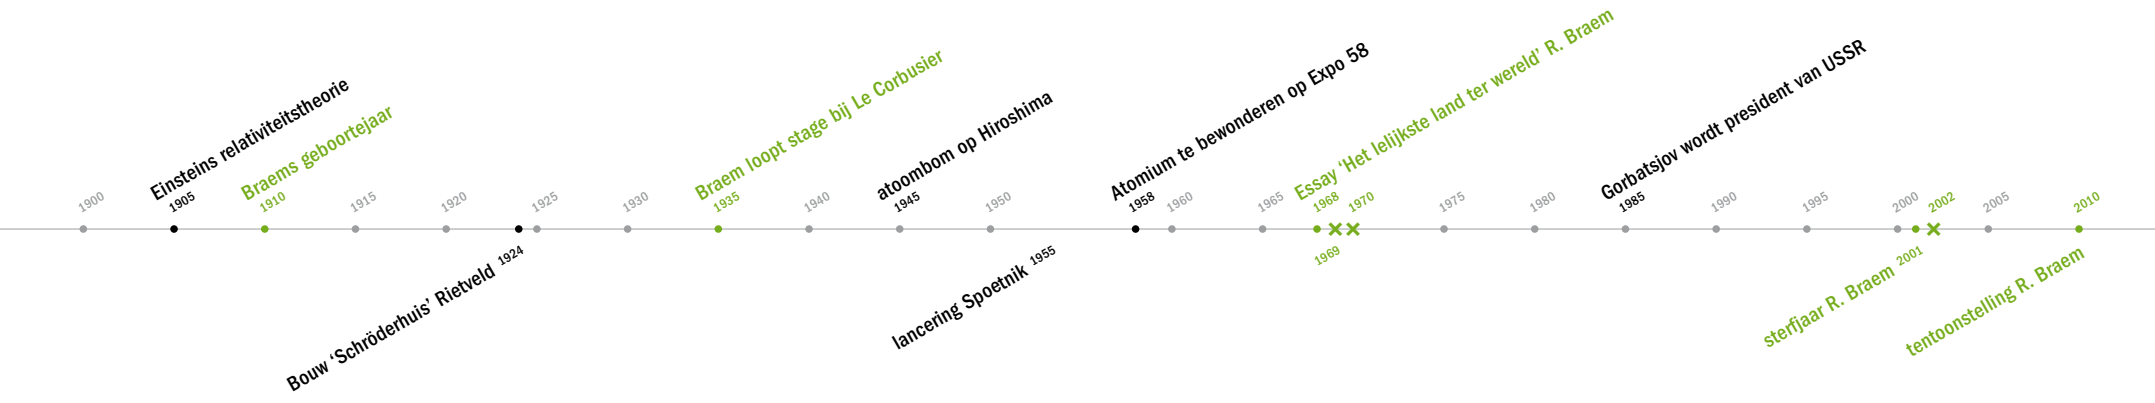 Einsteins relativiteitstheorie
Braems geboortejaar
Braem loopt stage bij Le Corbusier
atoombom op Hiroshima
Atomium te bewonderen op Expo 58
Essay ‘Het lelijkste land ter wereld’ R. Braem
Gorbatsjov wordt president van USSR
1900
1905
1910
1915
1920
1925
1930
1935
1940
1945
1950
1958
1960
1965
1968
1970
1975
1980
1985
1990
1995
2000
2002
2005
2010
Bouw ‘Schröderhuis’ Rietveld 1924
lancering Spoetnik 1955
1969
sterfjaar R. Braem 2001
tentoonstelling R. Braem